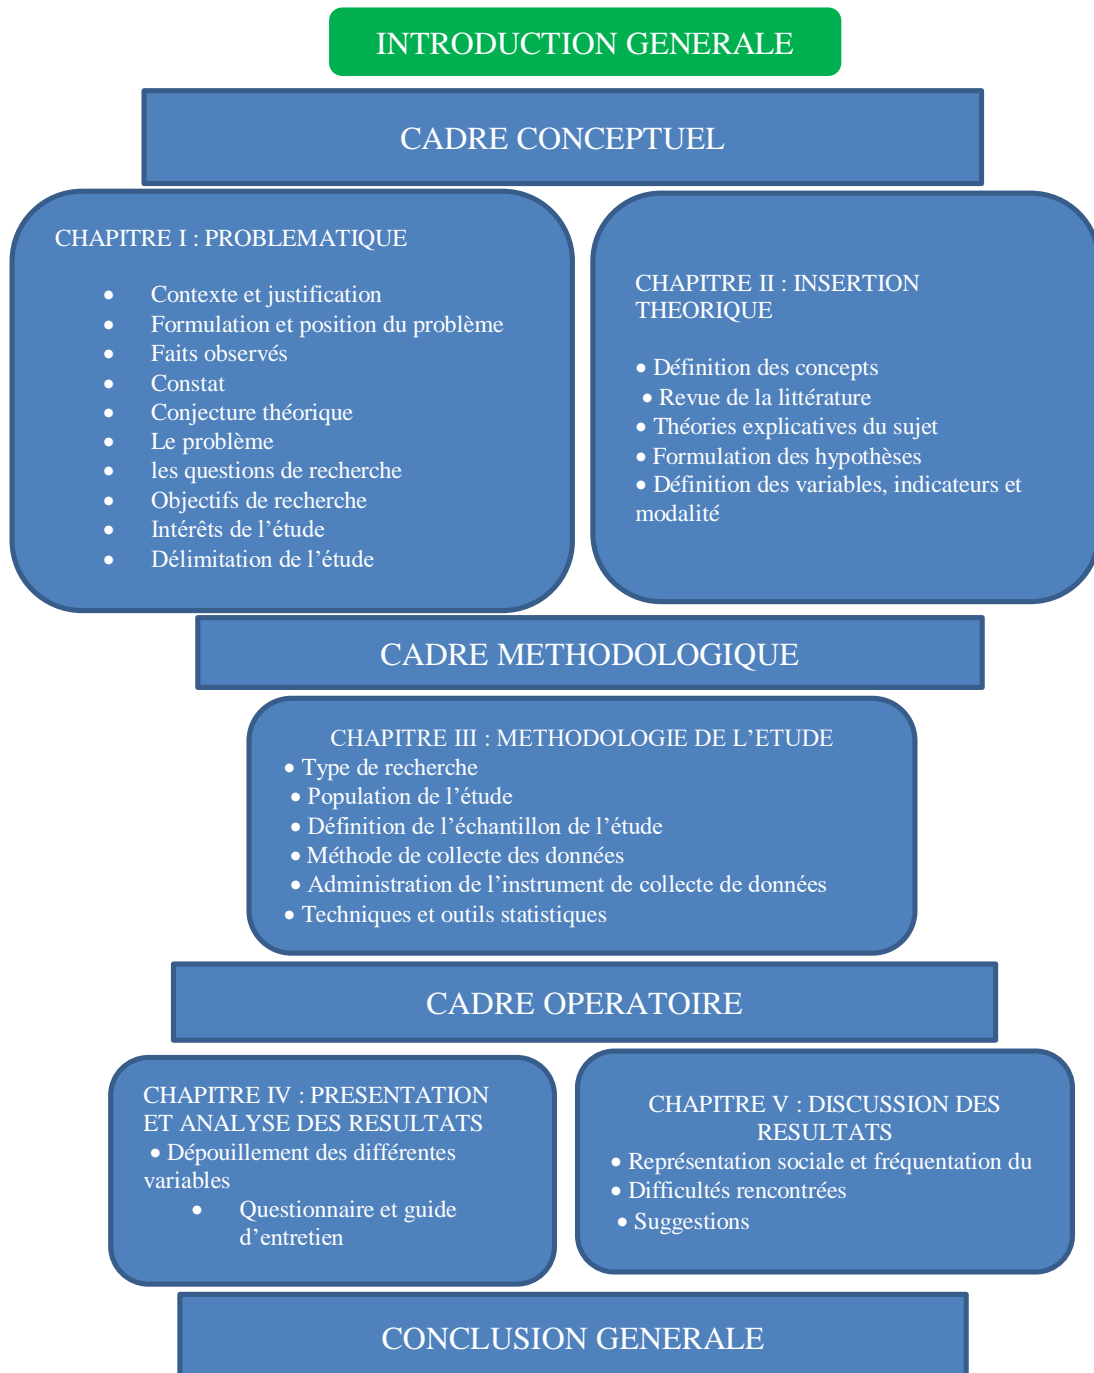 INTRODUCTION GENERALE
CADRE CONCEPTUEL
CHAPITRE I : PROBLEMATIQUE
• Contexte et justification
• Formulation et position du problème
• Faits observés
• Constat
• Conjecture théorique
• Le problème
• les questions de recherche
• Objectifs de recherche
• Intérêts de l’étude
• Délimitation de l’étude
CHAPITRE II : INSERTION
THEORIQUE
• Définition des concepts
• Revue de la littérature
• Théories explicatives du sujet
• Formulation des hypothèses
• Définition des variables, indicateurs et
modalité
CADRE METHODOLOGIQUE
CHAPITRE III : METHODOLOGIE DE L’ETUDE
• Type de recherche
• Population de l’étude
• Définition de l’échantillon de l’étude
• Méthode de collecte des données
• Administration de l’instrument de collecte de données
• Techniques et outils statistiques
CADRE OPERATOIRE
CHAPITRE IV : PRESENTATION
ET ANALYSE DES RESULTATS
• Dépouillement des différentes
variables
• Questionnaire et guide
d’entretien
CHAPITRE V : DISCUSSION DES
RESULTATS
• Représentation sociale et fréquentation du
• Difficultés rencontrées
• Suggestions
CONCLUSION GENERALE